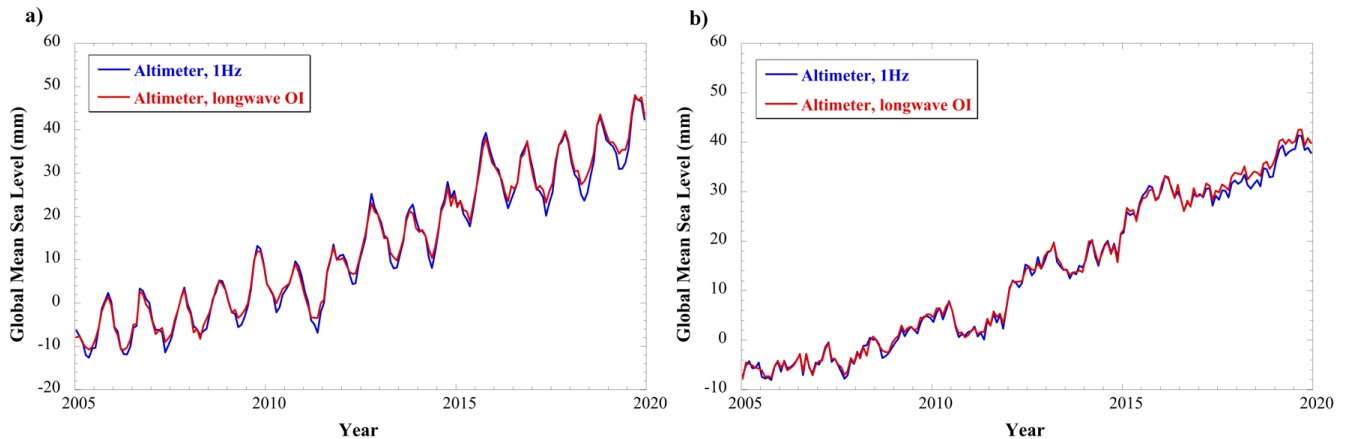 a)
Global Mean Sea Level (mm)
60
50
40
30
20
10
0
-10
-20
Altimeter, 1Hz
Altimeter, longwave OI
2005
2010
2015
2020
Year
b)
Global Mean Sea Level (mm)
60
50
40
30
20
10
0
-10
Altimeter, 1Hz
Altimeter, longwave OI
2005
2010
2015
2020
Year